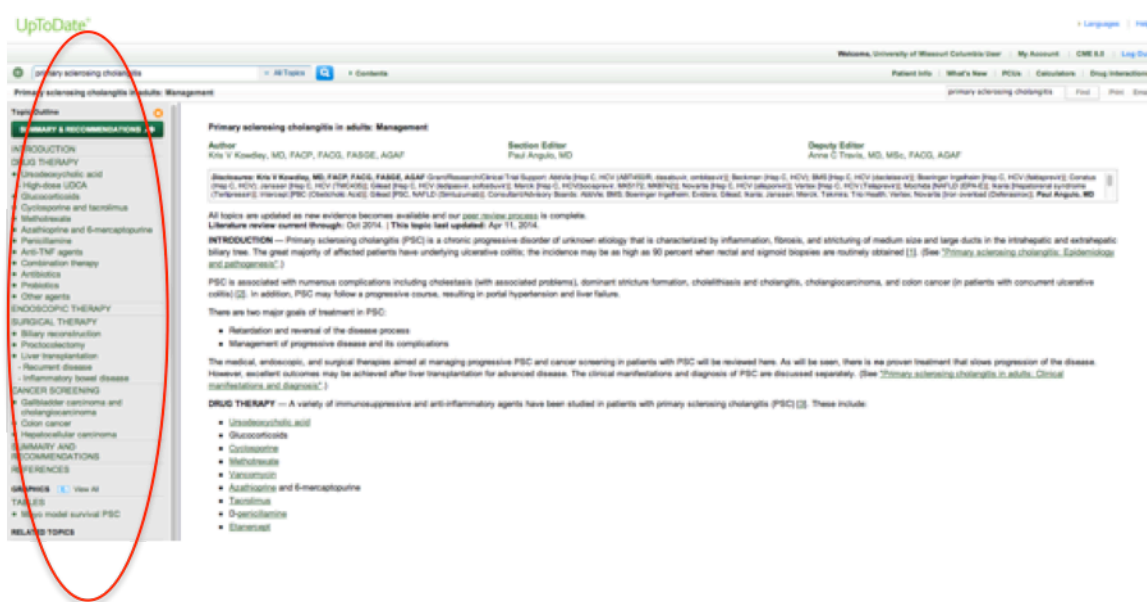 UpToDate®
Languages Help
Welcome, University of Missouri Columbia User My Account CME 5.0 Log Out
primary sclerosing cholangitis All Topics Contents
Patient Info What's New PCUs Calculators Drug Interactions
Primary sclerosing cholangitis in adults: Management
primary sclerosing cholangitis Find Print Email
Topic Outline
SUMMARY & RECOMMENDATIONS
INTRODUCTION
DRUG THERAPY
Ursodeoxycholic acid
- High-dose UDCA
Glucocorticoids
Cyclosporine and tacrolimus
Methotrexate
Azathioprine and 6-mercaptopurine
Penicillamine
Anti-TNF agents
Combination therapy
Antibiotics
Probiotics
Other agents
ENDOSCOPIC THERAPY
SURGICAL THERAPY
Biliary reconstruction
Proctocolectomy
Liver transplantation
- Recurrent disease
- Inflammatory bowel disease
CANCER SCREENING
Gallbladder carcinoma and
cholangiocarcinoma
Colon cancer
Hepatocellular carcinoma
SUMMARY AND
RECOMMENDATIONS
REFERENCES
GRAPHICS View All
TABLES
Mayo model survival PSC
RELATED TOPICS
Primary sclerosing cholangitis in adults: Management
Author Section Editor Deputy Editor
Kris V Kowdley, MD, FACP, FACG, FASGE, AGAF Paul Angulo, MD Anne C Travis, MD, MSc, FACG, AGAF
Disclosures: Kris V Kowdley, MD, FACP, FACG, FASGE, AGAF Grant/Research/Clinical Trial Support:
Paul Angulo, MD
All topics are updated as new evidence becomes available and our peer review process is complete.
Literature review current through: Oct 2014. | This topic last updated: Apr 11, 2014.
INTRODUCTION — Primary sclerosing cholangitis (PSC) is a chronic progressive disorder of unknown etiology that is characterized by inflammation, fibrosis, and stricturing of medium size and large ducts in the intrahepatic and extrahepatic
biliary tree. The great majority of affected patients have underlying ulcerative colitis; the incidence may be as high as 90 percent when rectal and sigmoid biopsies are routinely obtained [1]. (See "Primary sclerosing cholangitis: Epidemiology
and pathogenesis".)
PSC is associated with numerous complications including cholestasis (with associated problems), dominant stricture formation, cholelithiasis and cholangitis, cholangiocarcinoma, and colon cancer (in patients with concurrent ulcerative
colitis) [2]. In addition, PSC may follow a progressive course, resulting in portal hypertension and liver failure.
There are two major goals of treatment in PSC:
Retardation and reversal of the disease process
Management of progressive disease and its complications
The medical, endoscopic, and surgical therapies aimed at managing progressive PSC and cancer screening in patients with PSC will be reviewed here. As will be seen, there is no proven treatment that slows progression of the disease.
However, excellent outcomes may be achieved after liver transplantation for advanced disease. The clinical manifestations and diagnosis of PSC are discussed separately. (See "Primary sclerosing cholangitis in adults: Clinical
manifestations and diagnosis".)
DRUG THERAPY — A variety of immunosuppressive and anti-inflammatory agents have been studied in patients with primary sclerosing cholangitis (PSC) [3]. These include:
Ursodeoxycholic acid
Glucocorticoids
Cyclosporine
Methotrexate
Vancomycin
Azathioprine and 6-mercaptopurine
Tacrolimus
D-penicillamine
Etanercept